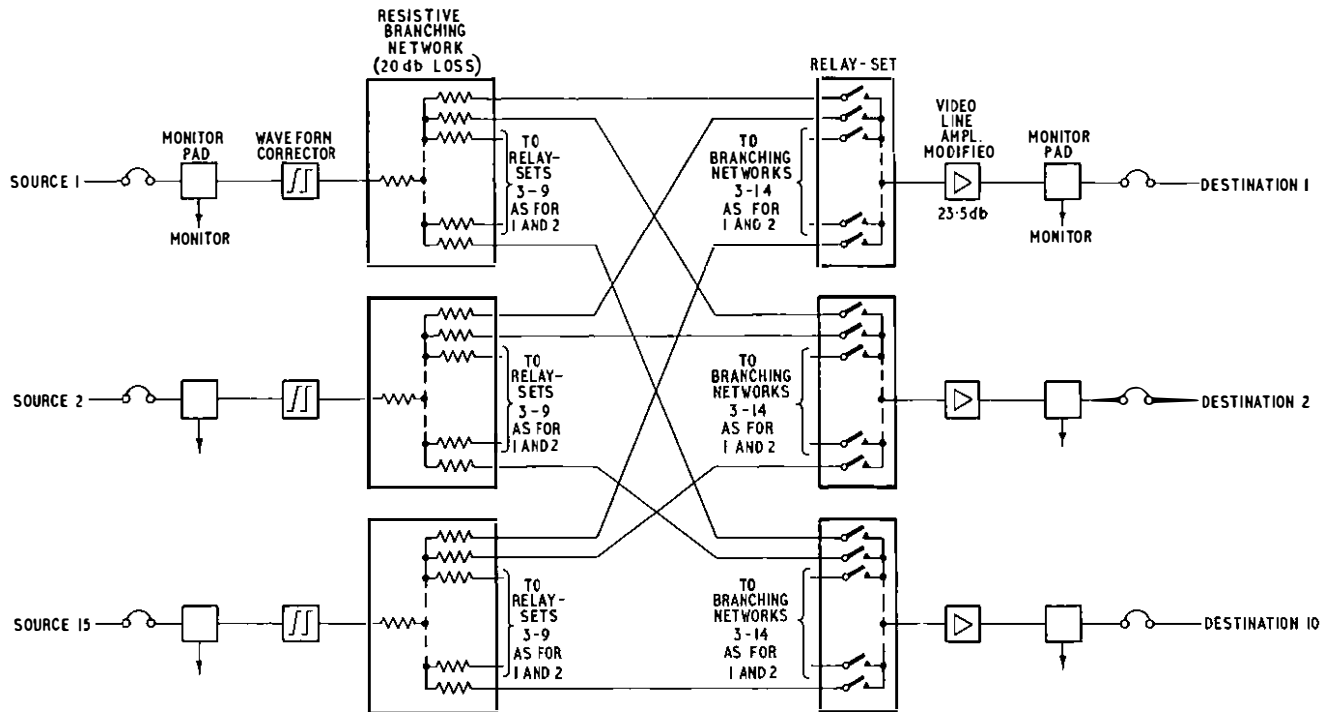 RESISTIVE
BRANCHING
NETWORK
(20 db LOSS)
RELAY-SET
MONITOR
PAD
WAVEFORN
CORRECTOR
TO
RELAY-
SETS
3-9
AS FOR
1 AND 2
TO
BRANCHING
NETWORKS
3-14
AS FOR
1 AND 2
VIDEO
LINE
AMPL.
MODIFIED
MONITOR
PAD
SOURCE 1
DESTINATION 1
23·5db
MONITOR
MONITOR
TO
RELAY-
SETS
3-9
AS FOR
1 AND 2
TO
BRANCHING
NETWORKS
3-14
AS FOR
1 AND 2
SOURCE 2
DESTINATION 2
TO
RELAY-
SETS
3-9
AS FOR
1 AND 2
TO
BRANCHING
NETWORKS
3-14
AS FOR
1 AND 2
SOURCE 15
DESTINATION 10